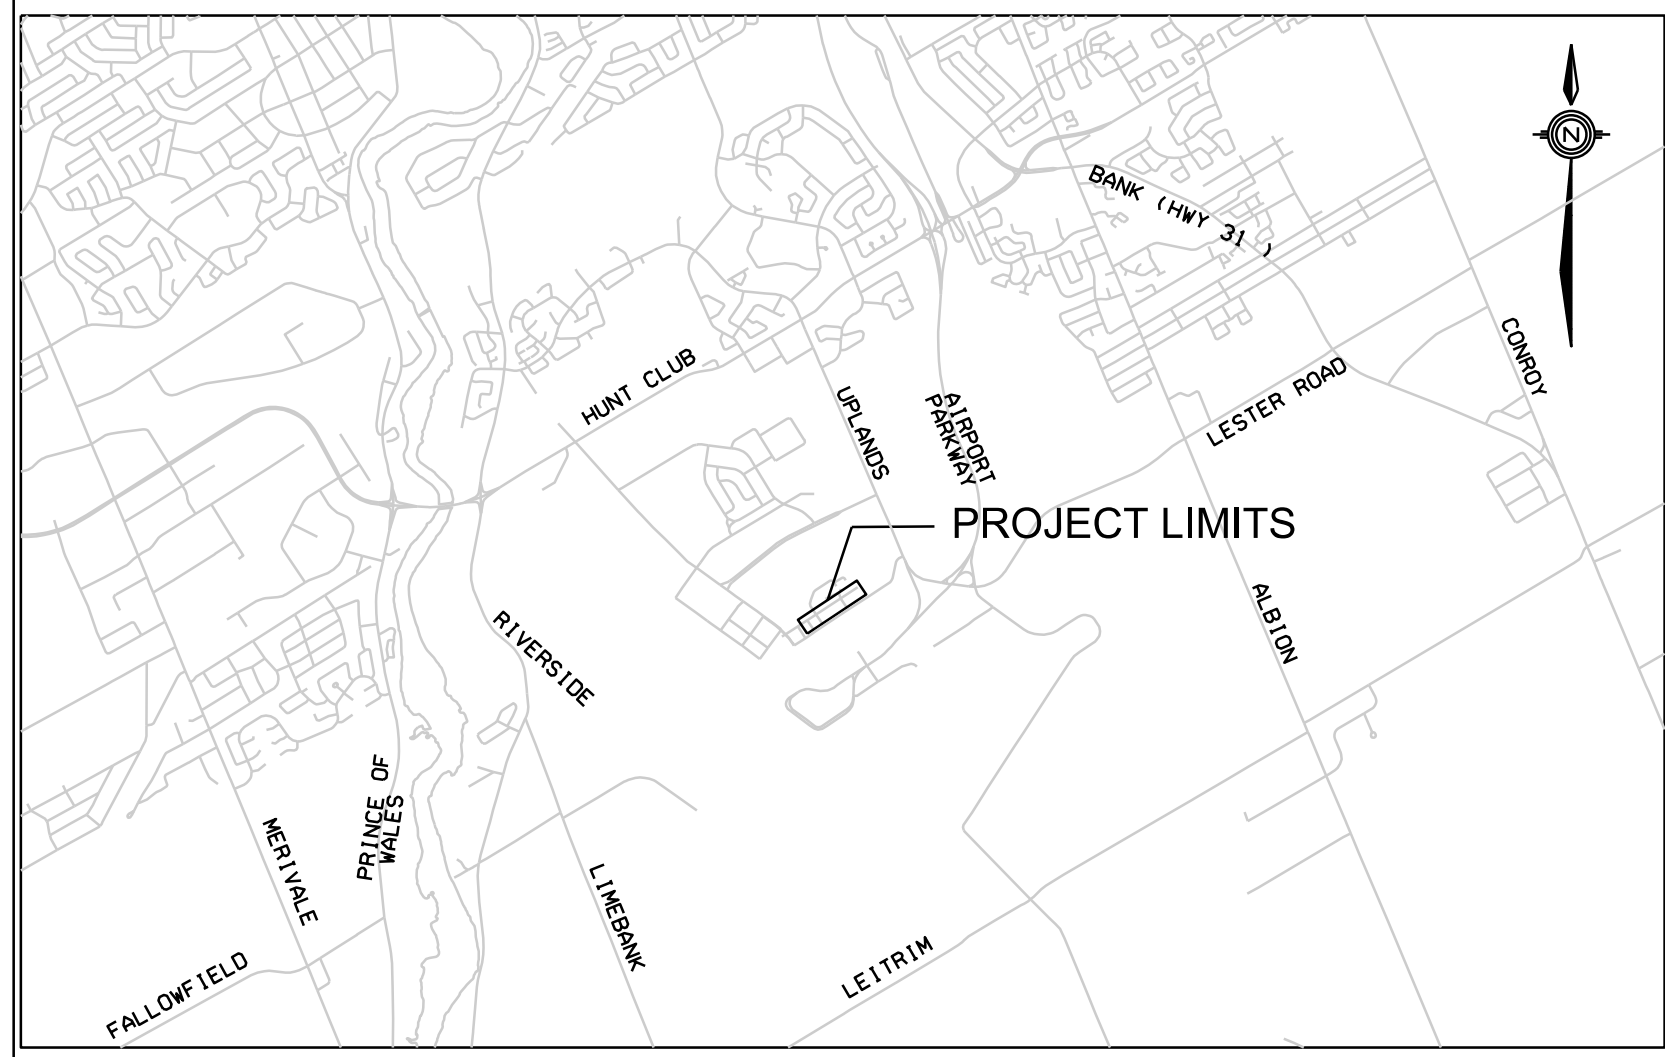 N
BANK (HWY 31 )
CONROY
HUNT CLUB
LESTER ROAD
UPLANDS
AIRPORT
PARKWAY
PROJECT LIMITS
ALBION
RIVERSIDE
PRINCE OF
WALES
MERIVALE
LIMEBANK
LEITRIM
FALLOWFIELD